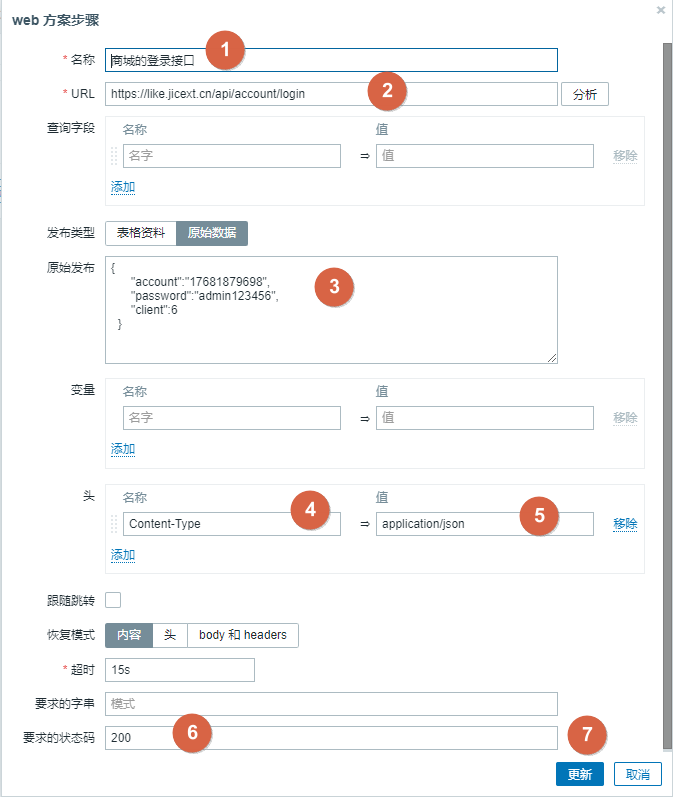 web 方案步骤
×
* 名称 商城的登录接口 1
* URL https://like.jicext.cn/api/account/login 2 分析
查询字段 名称 值
名字 ⇒ 值 移除
添加
发布类型 表格资料 原始数据
原始发布 {
"account":"17681879698", 3
"password":"admin123456",
"client":6
}
变量 名称 值
名字 ⇒ 值 移除
添加
头 名称 值
Content-Type 4 ⇒ application/json 5 移除
添加
跟随跳转
恢复模式 内容 头 body 和 headers
* 超时 15s
要求的字串 模式
要求的状态码 200 6
7
更新 取消